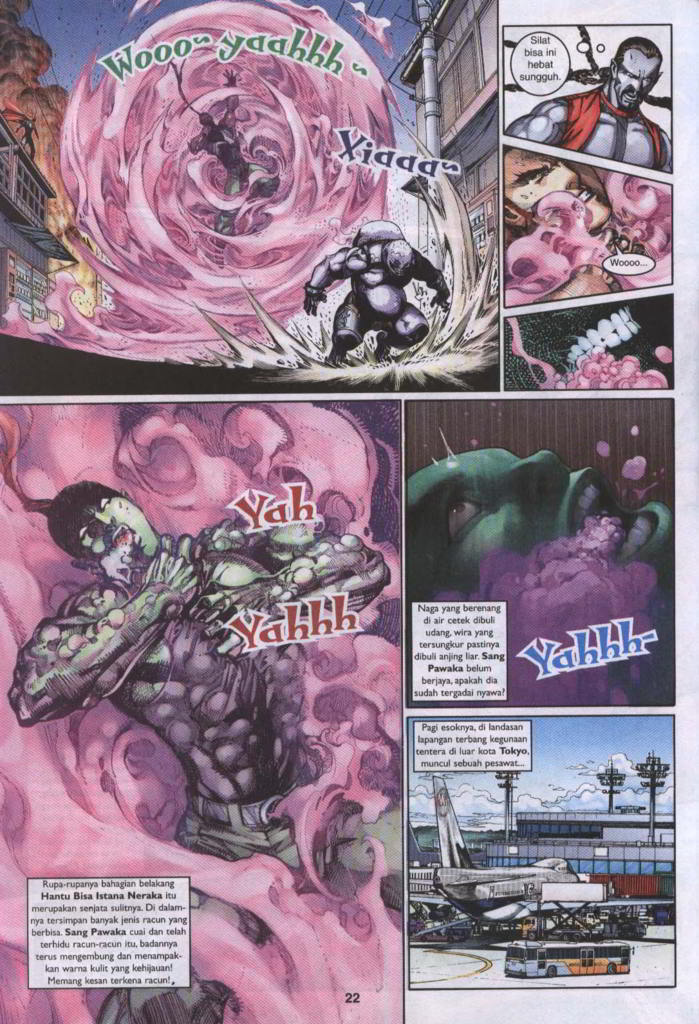 Wooo~yaahhh~
Xiaaa~
Silat
bisa ini
hebat
sungguh.
Woooo...
Yah
Yahhh
Rupa-rupanya bahagian belakang
Hantu Bisa Istana Neraka itu
merupakan senjata sulitnya. Di dalam-
nya tersimpan banyak jenis racun yang
berbisa. Sang Pawaka cuai dan telah
terhidu racun-racun itu, badannya
terus mengembung dan menampak-
kan warna kulit yang kehijauan!
Memang kesan terkena racun!
Naga yang berenang
di air cetek dibuli
udang, wira yang
tersungkur pastinya
dibuli anjing liar. Sang
Pawaka belum
berjaya, apakah dia
sudah tergadai nyawa?
Yahhh-
Pagi esoknya, di landasan
lapangan terbang kegunaan
tentera di luar kota Tokyo,
muncul sebuah pesawat...
22